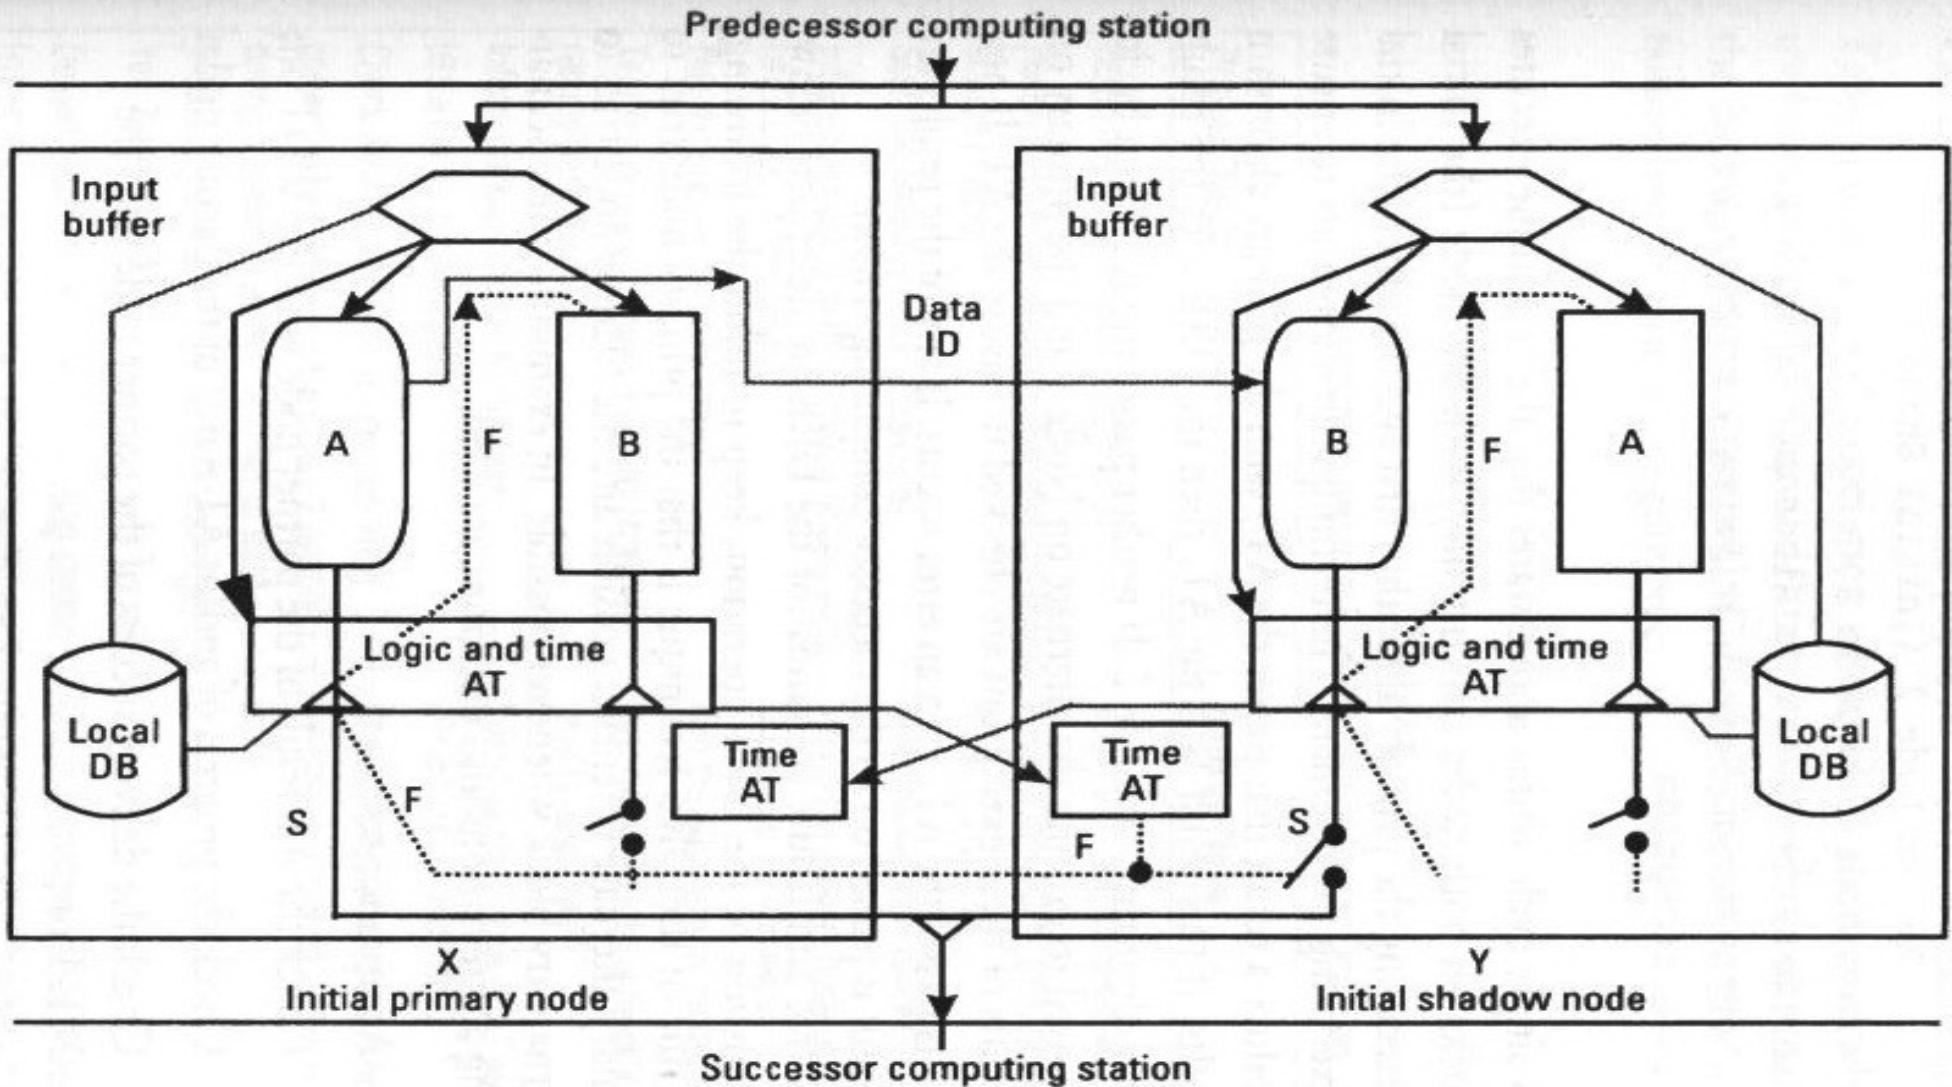 Predecessor computing station
Input
buffer
Input
buffer
Data
ID
A
F
B
B
F
A
Logic and time
AT
Logic and time
AT
Local
DB
Time
AT
Time
AT
Local
DB
S
F
F
S
X
Initial primary node
Y
Initial shadow node
Successor computing station